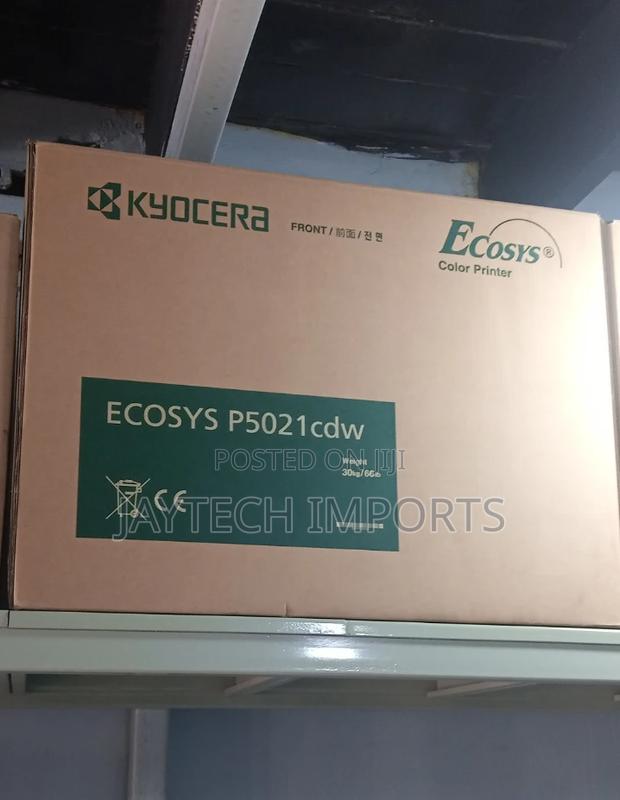 KYOCERA
FRONT / 前面 / 전면
ECOSYS®
Color Printer
ECOSYS P5021cdw
Weight
30kg/66lb
CE
POSTED ON JIJI
JAYTECH IMPORTS